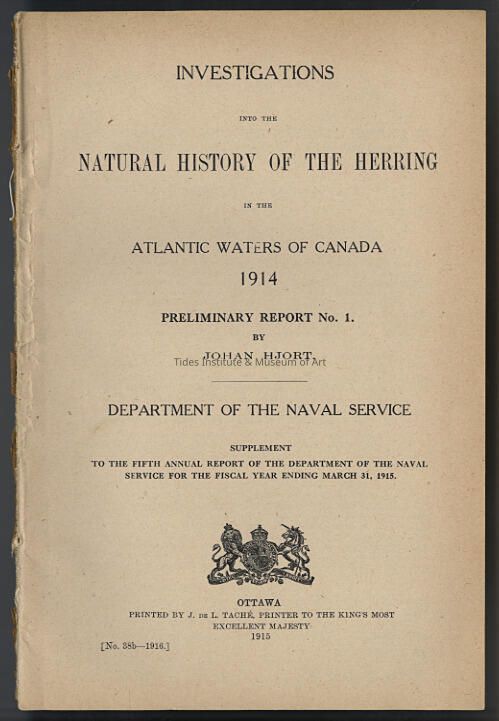 INVESTIGATIONS
INTO THE
NATURAL HISTORY OF THE HERRING
IN THE
ATLANTIC WATERS OF CANADA
1914
PRELIMINARY REPORT No. 1.
BY
JOHAN HJORT.
Tides Institute & Museum of Art
DEPARTMENT OF THE NAVAL SERVICE
SUPPLEMENT
TO THE FIFTH ANNUAL REPORT OF THE DEPARTMENT OF THE NAVAL
SERVICE FOR THE FISCAL YEAR ENDING MARCH 31, 1915.
OTTAWA
PRINTED BY J. DE L. TACHÉ, PRINTER TO THE KING'S MOST
EXCELLENT MAJESTY
1915
[No. 38b—1916.]